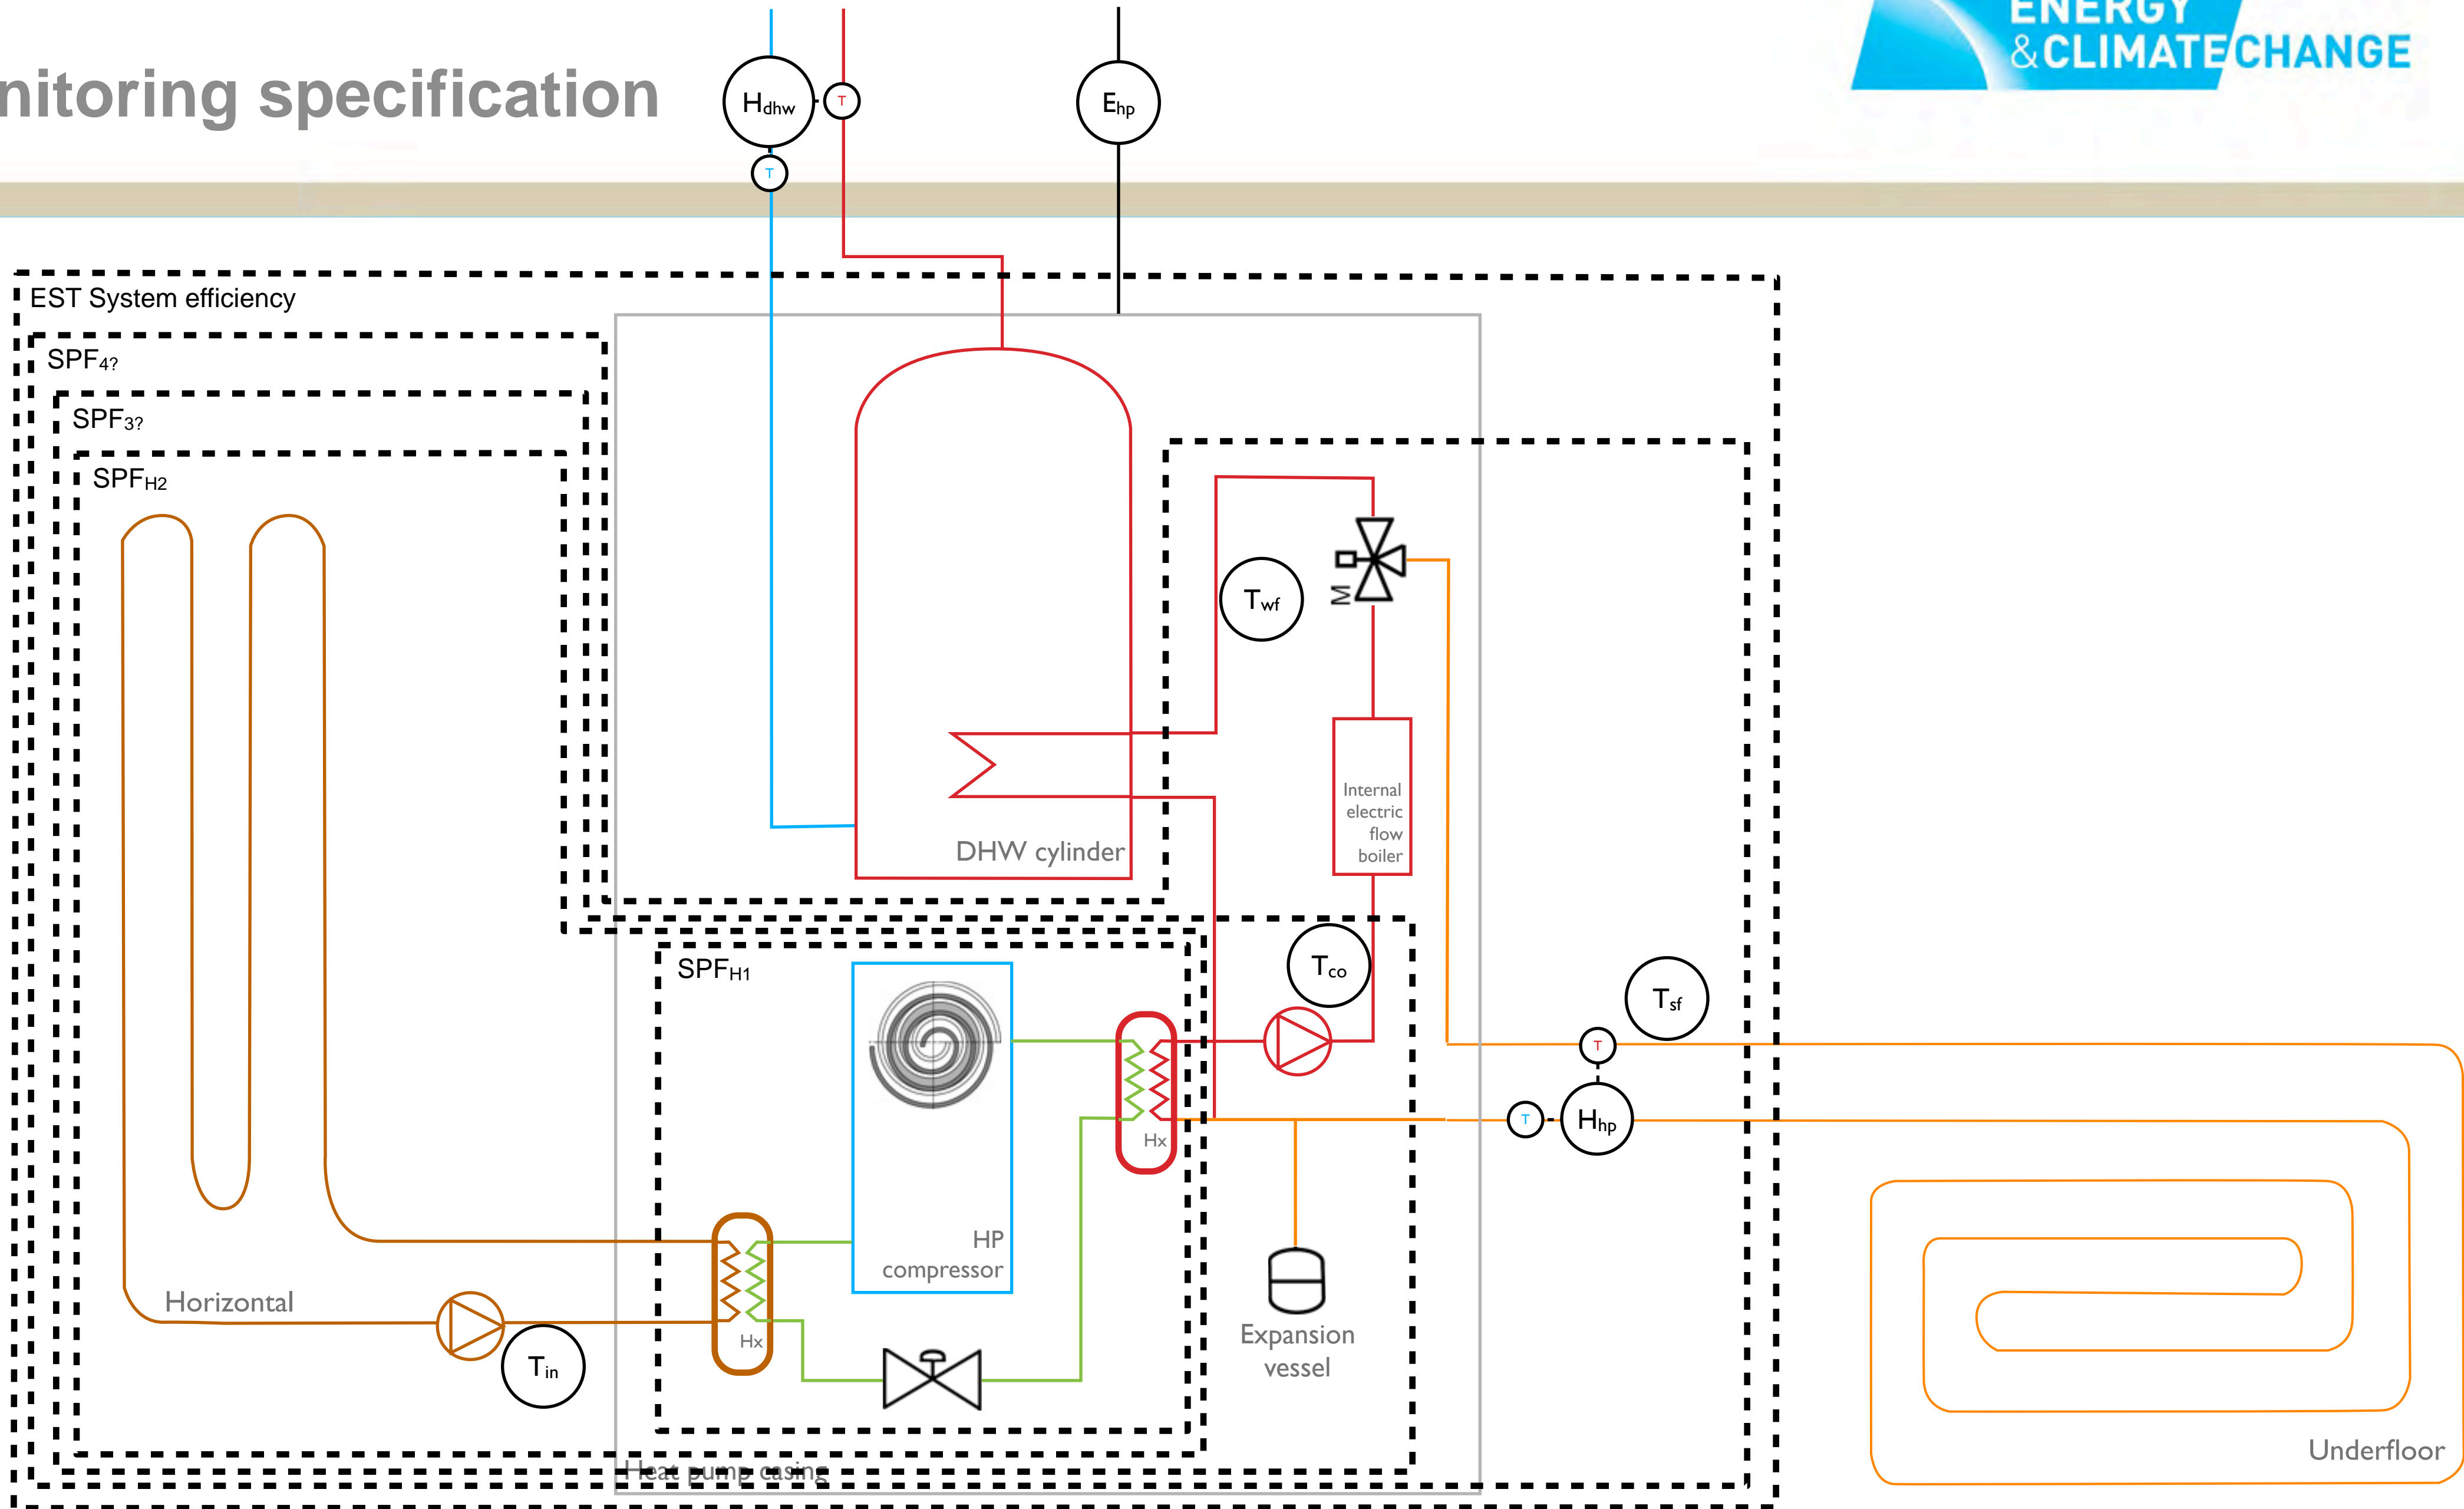 ENERGY
& CLIMATE CHANGE
nitoring specification
Hdhw
T
T
Ehp
EST System efficiency
SPF4?
SPF3?
SPFH2
Twf
M
Internal
electric
flow
boiler
DHW cylinder
SPFH1
Tco
Tsf
T
T
Hhp
Hx
HP
compressor
Horizontal
Hx
Tin
Expansion
vessel
Underfloor
Heat pump casing